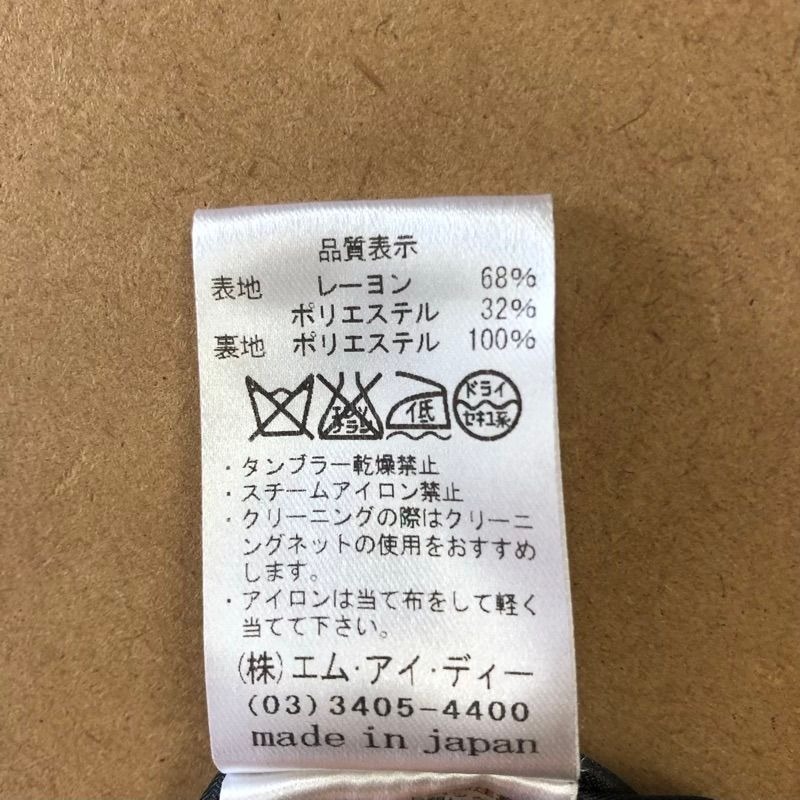 品質表示
表地 レーヨン 68%
ポリエステル 32%
裏地 ポリエステル 100%
エンソ サラシ 低 ドライ セキユ系
・タンブラー乾燥禁止
・スチームアイロン禁止
・クリーニングの際はクリーニ
ングネットの使用をおすすめ
します。
・アイロンは当て布をして軽く
当てて下さい。
(株)エム・アイ・ディー
(03)3405-4400
made in japan